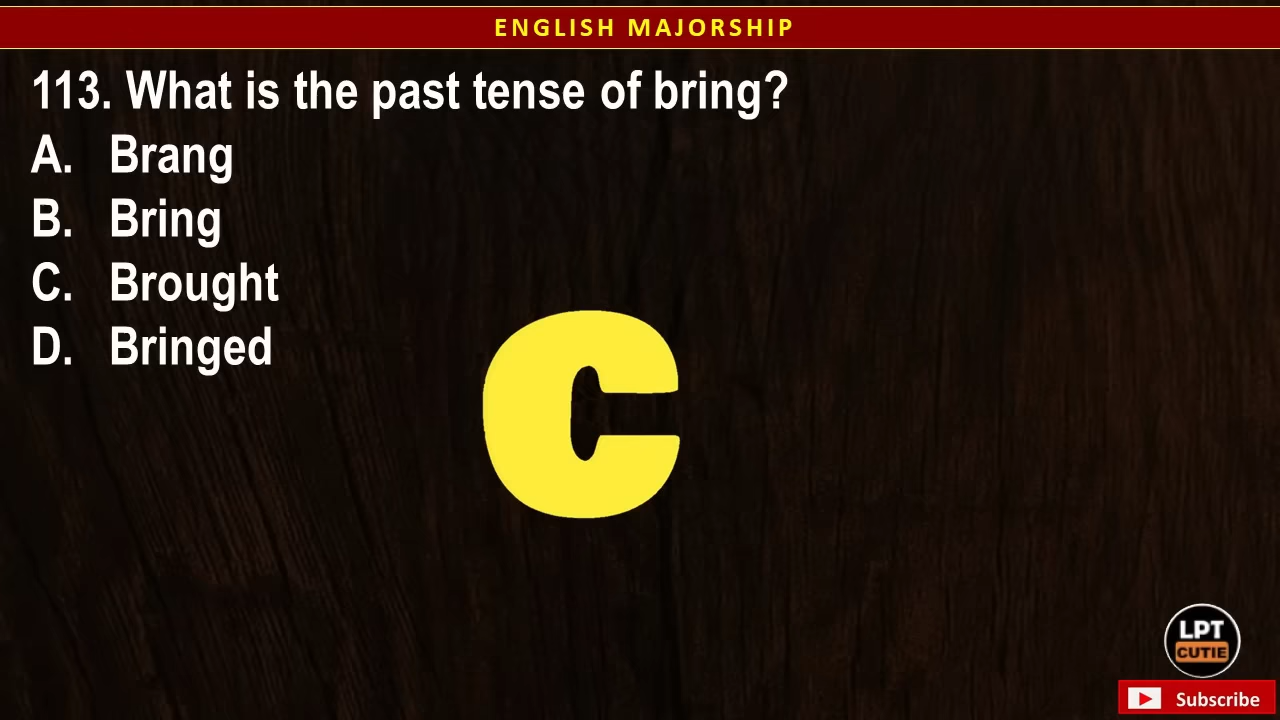 ENGLISH MAJORSHIP
113. What is the past tense of bring?
A. Brang
B. Bring
C. Brought
D. Bringed
C
LPT
CUTIE
Subscribe